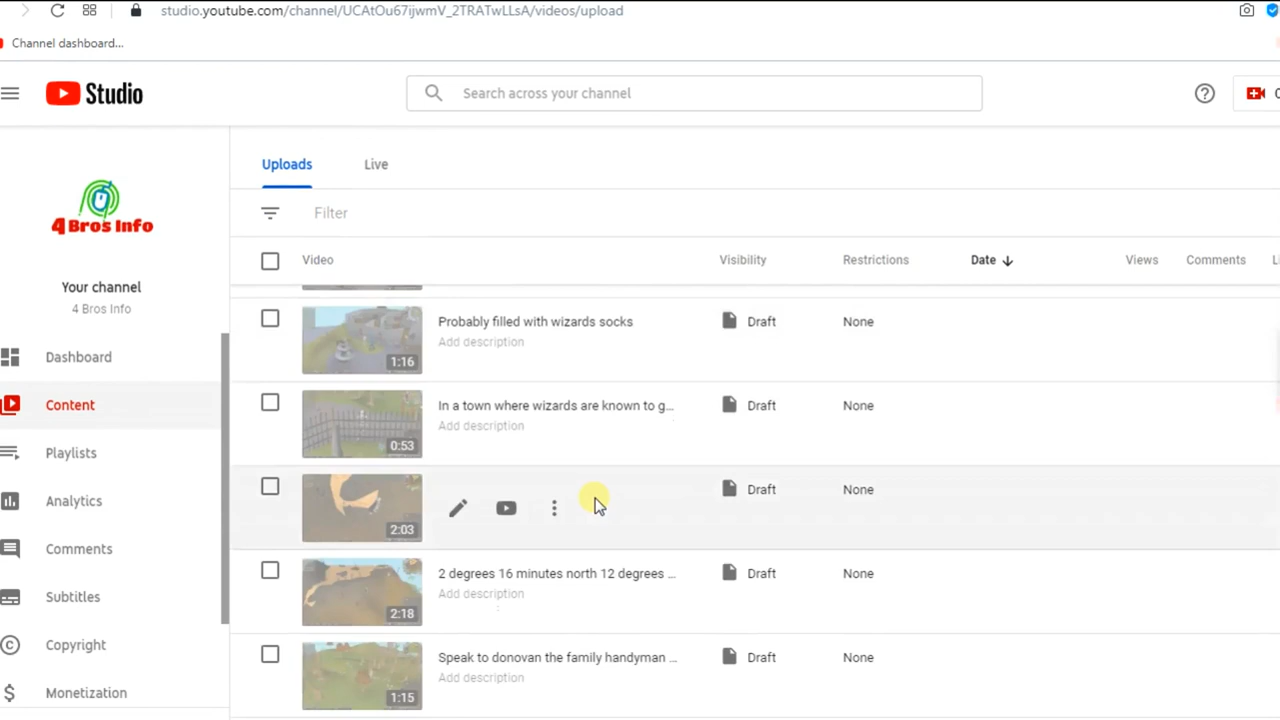 studio.youtube.com/channel/UCAtOu67ijwmV_2TRATwLLsA/videos/upload
Channel dashboard...
Studio
Search across your channel
4 Bros Info
Your channel
4 Bros Info
Dashboard
Content
Playlists
Analytics
Comments
Subtitles
Copyright
Monetization
Uploads Live
Filter
Video Visibility Restrictions Date Views Comments
Probably filled with wizards socks Draft None
Add description
1:16
In a town where wizards are known to g... Draft None
Add description
0:53
Draft None
2:03
2 degrees 16 minutes north 12 degrees ... Draft None
Add description
2:18
Speak to donovan the family handyman ... Draft None
Add description
1:15